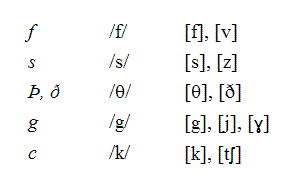 f /f/ [f], [v]
s /s/ [s], [z]
Þ, ð /θ/ [θ], [ð]
g /g/ [g], [j], [ɣ]
c /k/ [k], [tʃ]